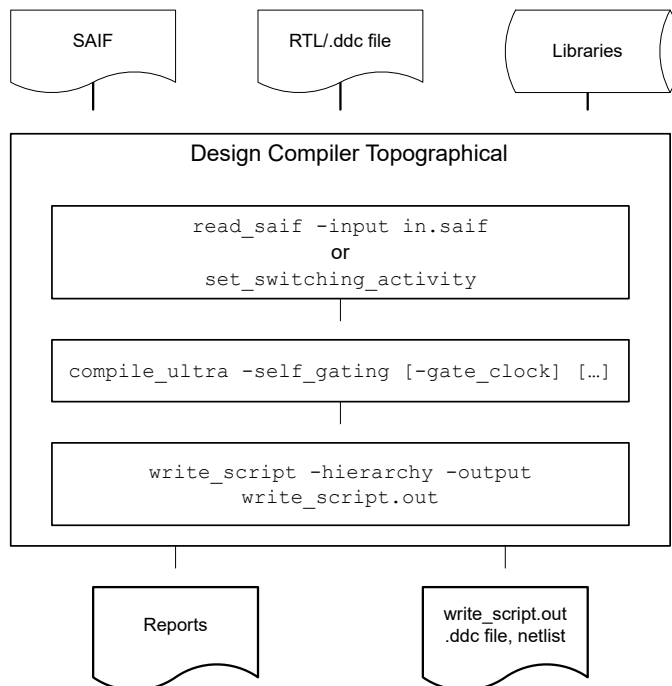 SAIF
RTL/.ddc file
Libraries
Design Compiler Topographical
read_saif -input in.saif
or
set_switching_activity
compile_ultra -self_gating [-gate_clock] […]
write_script -hierarchy -output
write_script.out
Reports
write_script.out
.ddc file, netlist